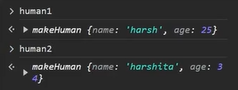 human1
makeHuman {name: 'harsh', age: 25}
human2
makeHuman {name: 'harshita', age: 3
4}